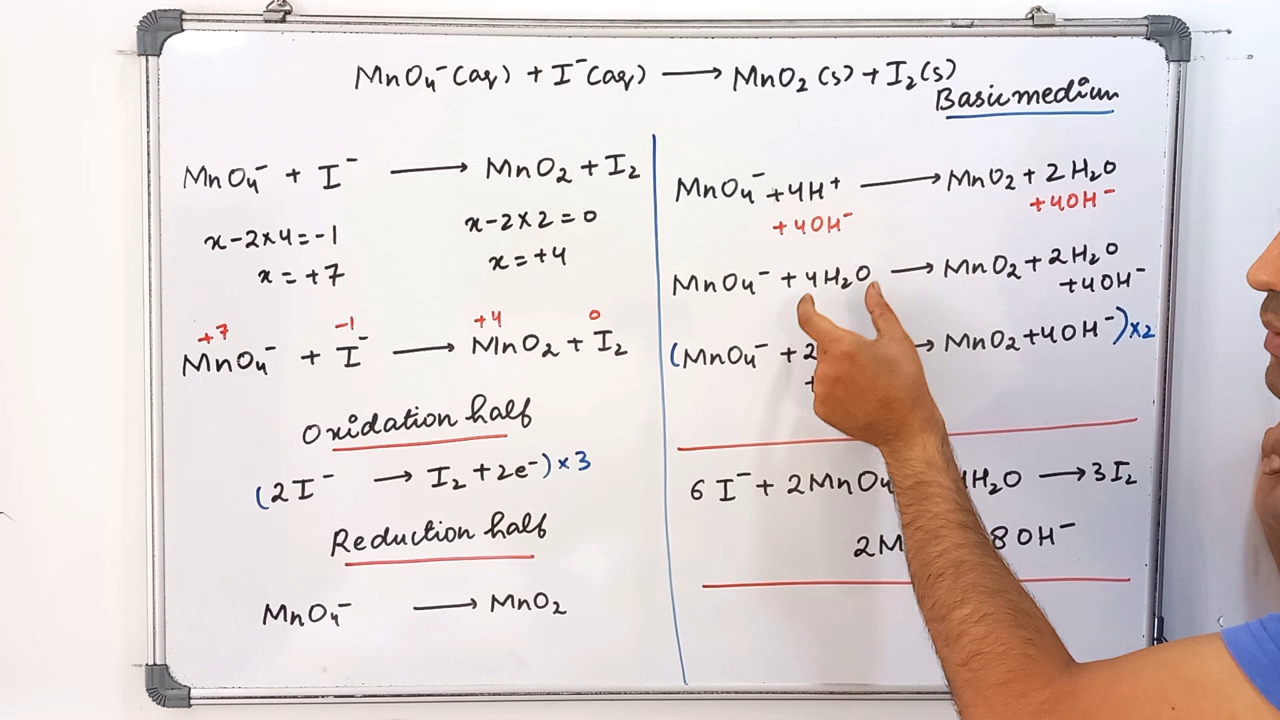 MnO₄⁻(aq) + I⁻(aq) ⟶ MnO₂(s) + I₂(s)
Basic medium
MnO₄⁻ + I⁻ ⟶ MnO₂ + I₂
x-2×4=-1
x-2×2=0
x=+7
x=+4
+7 -1 +4 0
MnO₄⁻ + I⁻ ⟶ MnO₂ + I₂
Oxidation half
(2I⁻ ⟶ I₂ + 2e⁻)×3
Reduction half
MnO₄⁻ ⟶ MnO₂
MnO₄⁻ + 4H⁺ ⟶ MnO₂ + 2H₂O
+4OH⁻ +4OH⁻
MnO₄⁻ + 4H₂O ⟶ MnO₂ + 2H₂O
+4OH⁻
(MnO₄⁻ + 2 → MnO₂+4OH⁻)×2
+
6I⁻ + 2MnO₄ H₂O ⟶ 3I₂
2M 8OH⁻